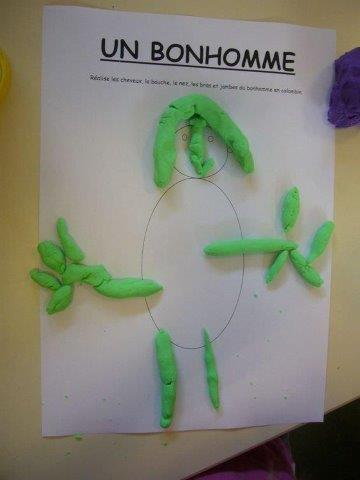 UN BONHOMME
Réalise les cheveux, la bouche, le nez, les bras et jambes du bonhomme en colombin.